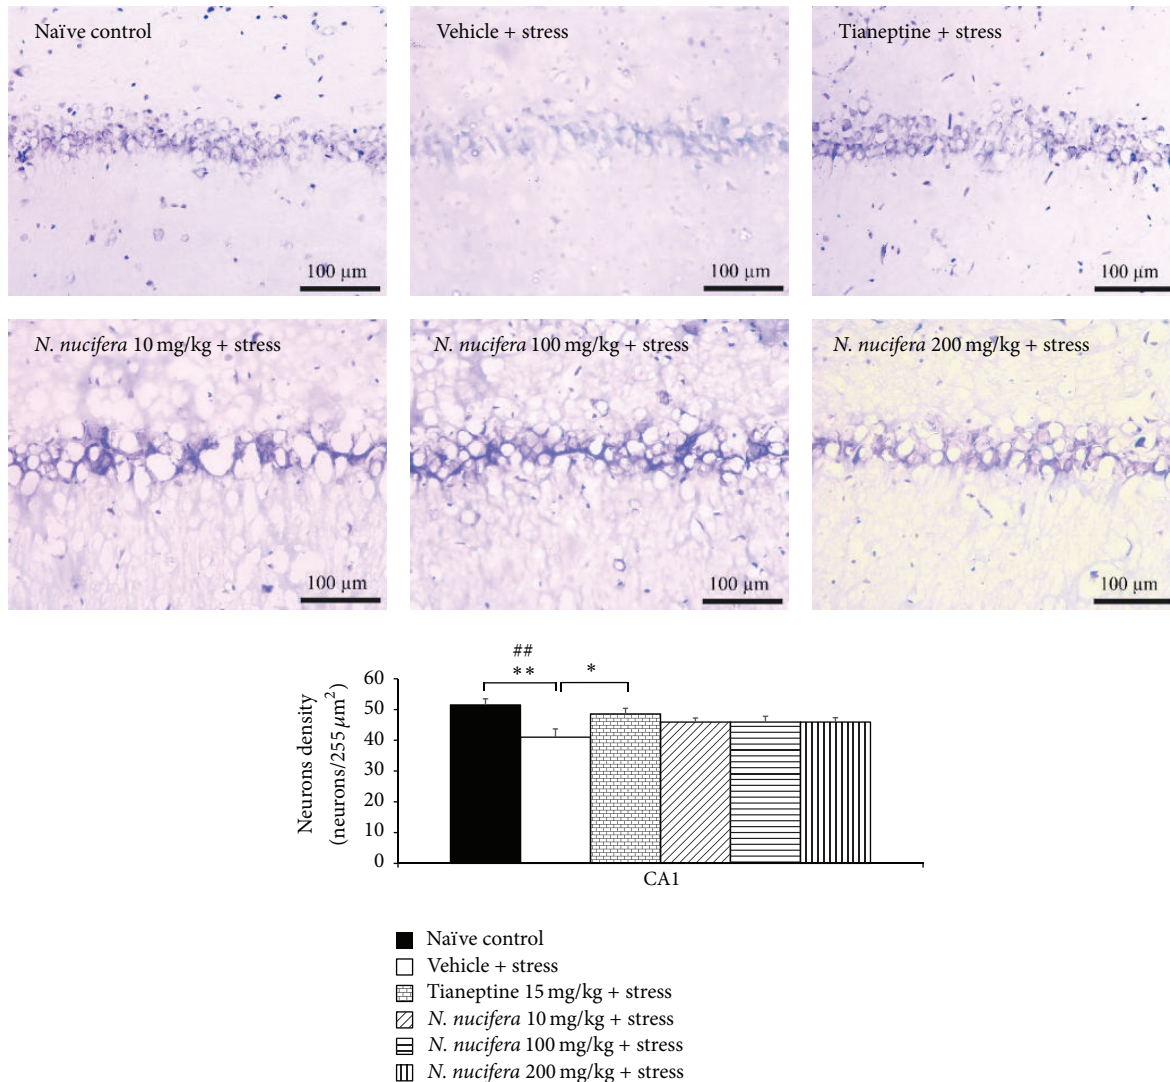 Naïve control
Vehicle + stress
Tianeptine + stress
100 μm
100 μm
100 μm
N. nucifera 10 mg/kg + stress
N. nucifera 100 mg/kg + stress
N. nucifera 200 mg/kg + stress
100 μm
100 μm
100 μm
##
** *
Neurons density
(neurons/255 μm²)
60
50
40
30
20
10
0
CA1
Naïve control
Vehicle + stress
Tianeptine 15 mg/kg + stress
N. nucifera 10 mg/kg + stress
N. nucifera 100 mg/kg + stress
N. nucifera 200 mg/kg + stress